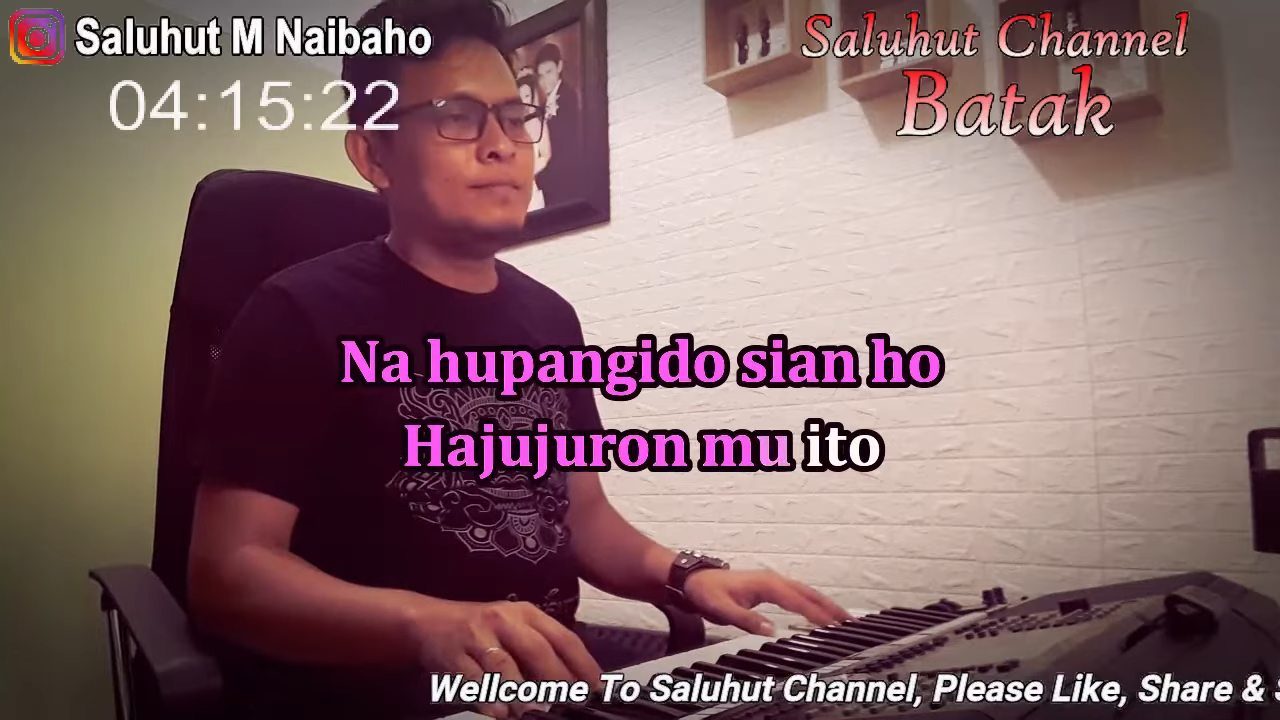 Saluhut M Naibaho
04:15:22
Saluhut Channel
Batak
Na hupangido sian ho
Hajujuron mu ito
Wellcome To Saluhut Channel, Please Like, Share &